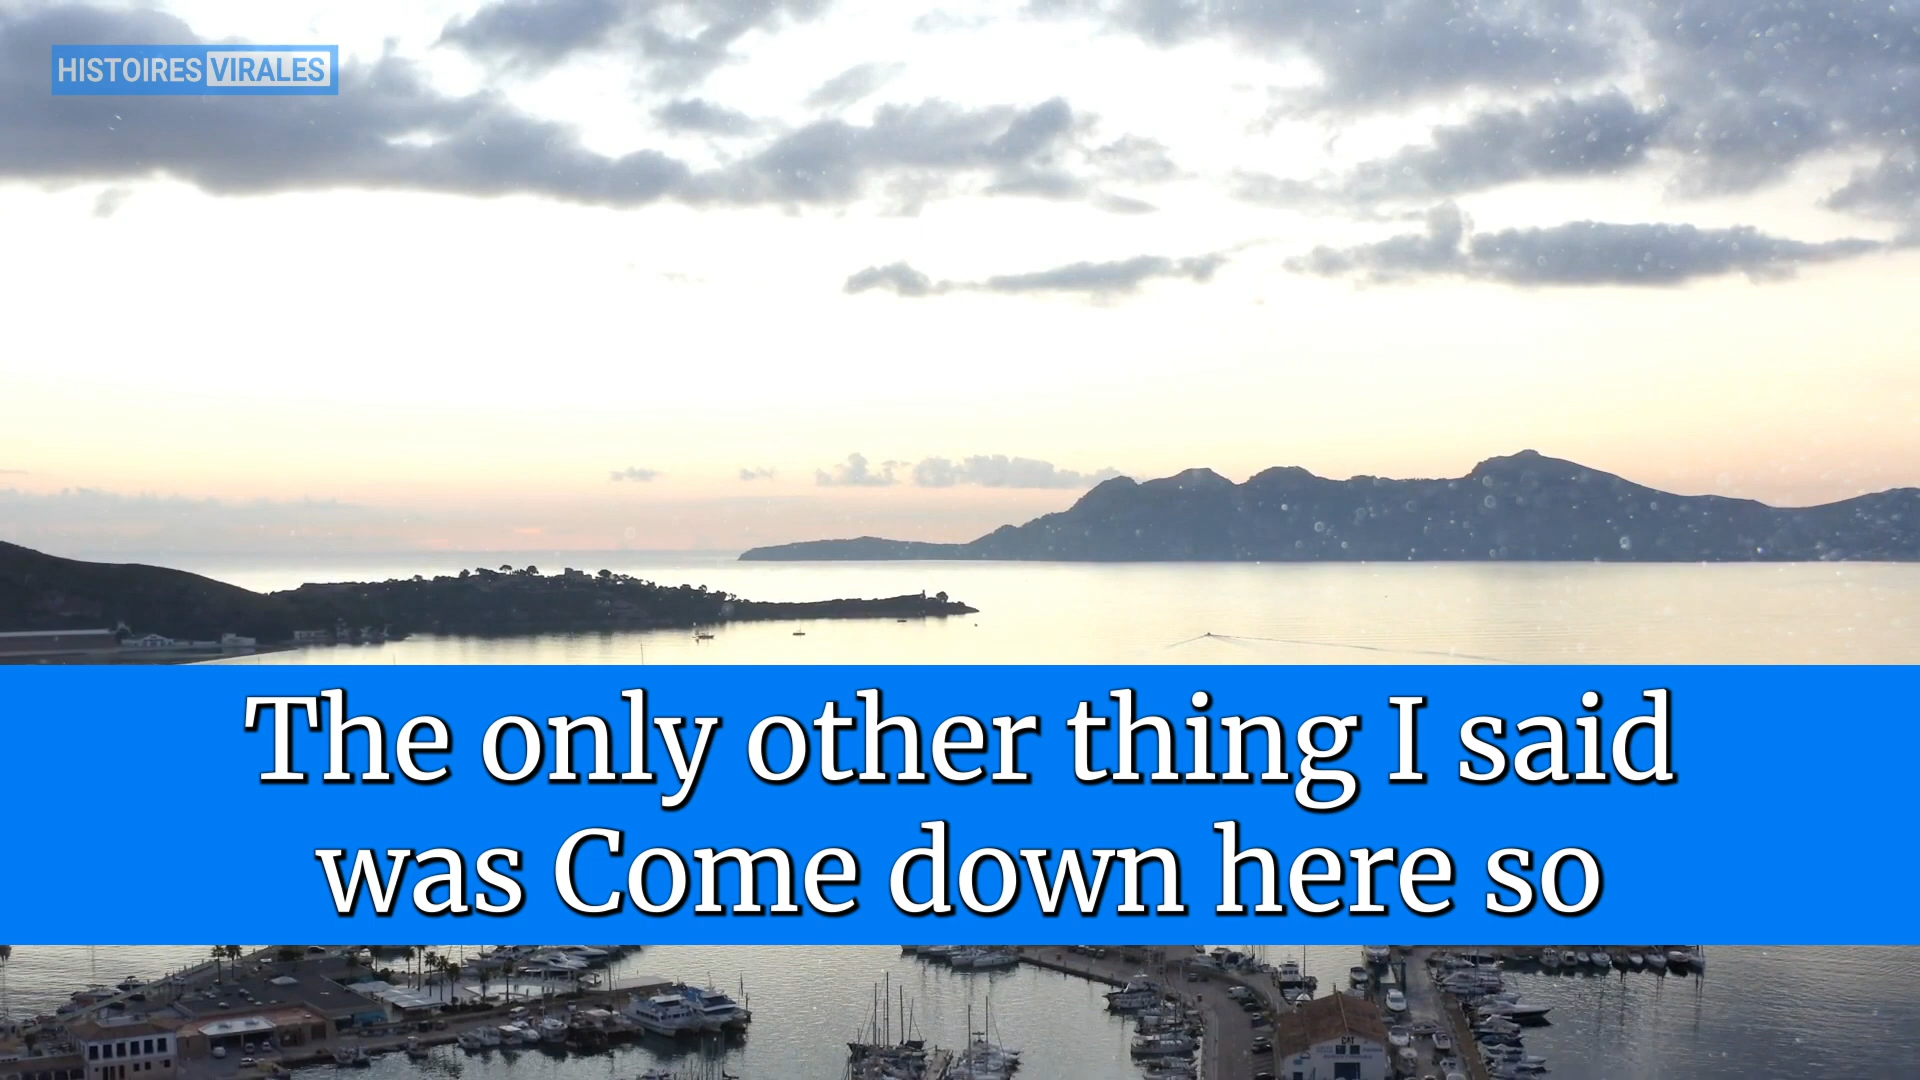 HISTOIRES VIRALES
The only other thing I said
was Come down here so